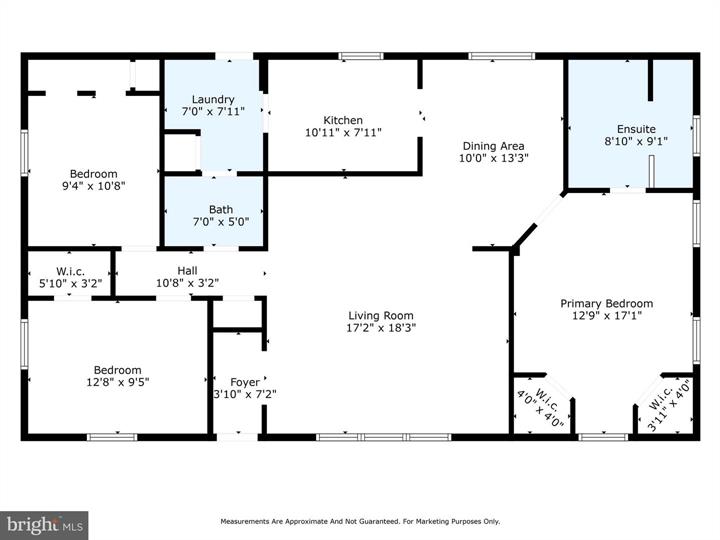 Laundry
7'0" x 7'11"
Kitchen
10'11" x 7'11"
Dining Area
10'0" x 13'3"
Ensuite
8'10" x 9'1"
Bedroom
9'4" x 10'8"
Bath
7'0" x 5'0"
W.i.c.
5'10" x 3'2"
Hall
10'8" x 3'2"
Living Room
17'2" x 18'3"
Primary Bedroom
12'9" x 17'1"
Bedroom
12'8" x 9'5"
Foyer
3'10" x 7'2"
W.i.c.
4'0" x 4'0"
W.i.c.
3'11" x 4'0"
bright MLS
Measurements Are Approximate And Not Guaranteed. For Marketing Purposes Only.